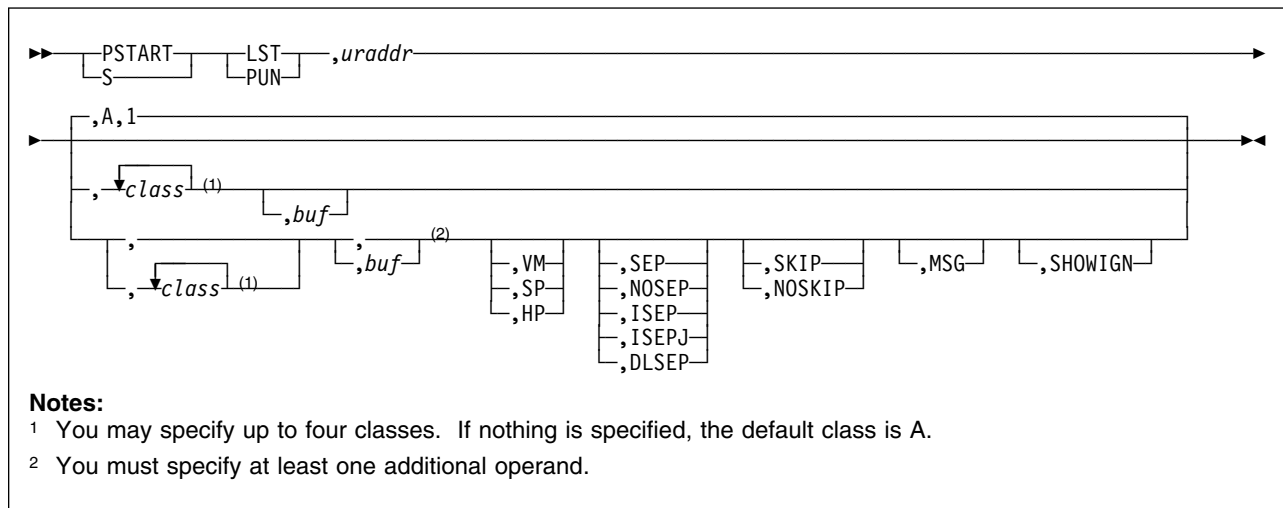 PSTART LST ,uraddr
S PUN
,A,1
, class (1)
,buf
, , (2)
,buf ,VM ,SEP ,SKIP ,MSG ,SHOWIGN
, class (1) ,SP ,NOSEP ,NOSKIP
,HP ,ISEP
,ISEPJ
,DLSEP
Notes:
1 You may specify up to four classes. If nothing is specified, the default class is A.
2 You must specify at least one additional operand.